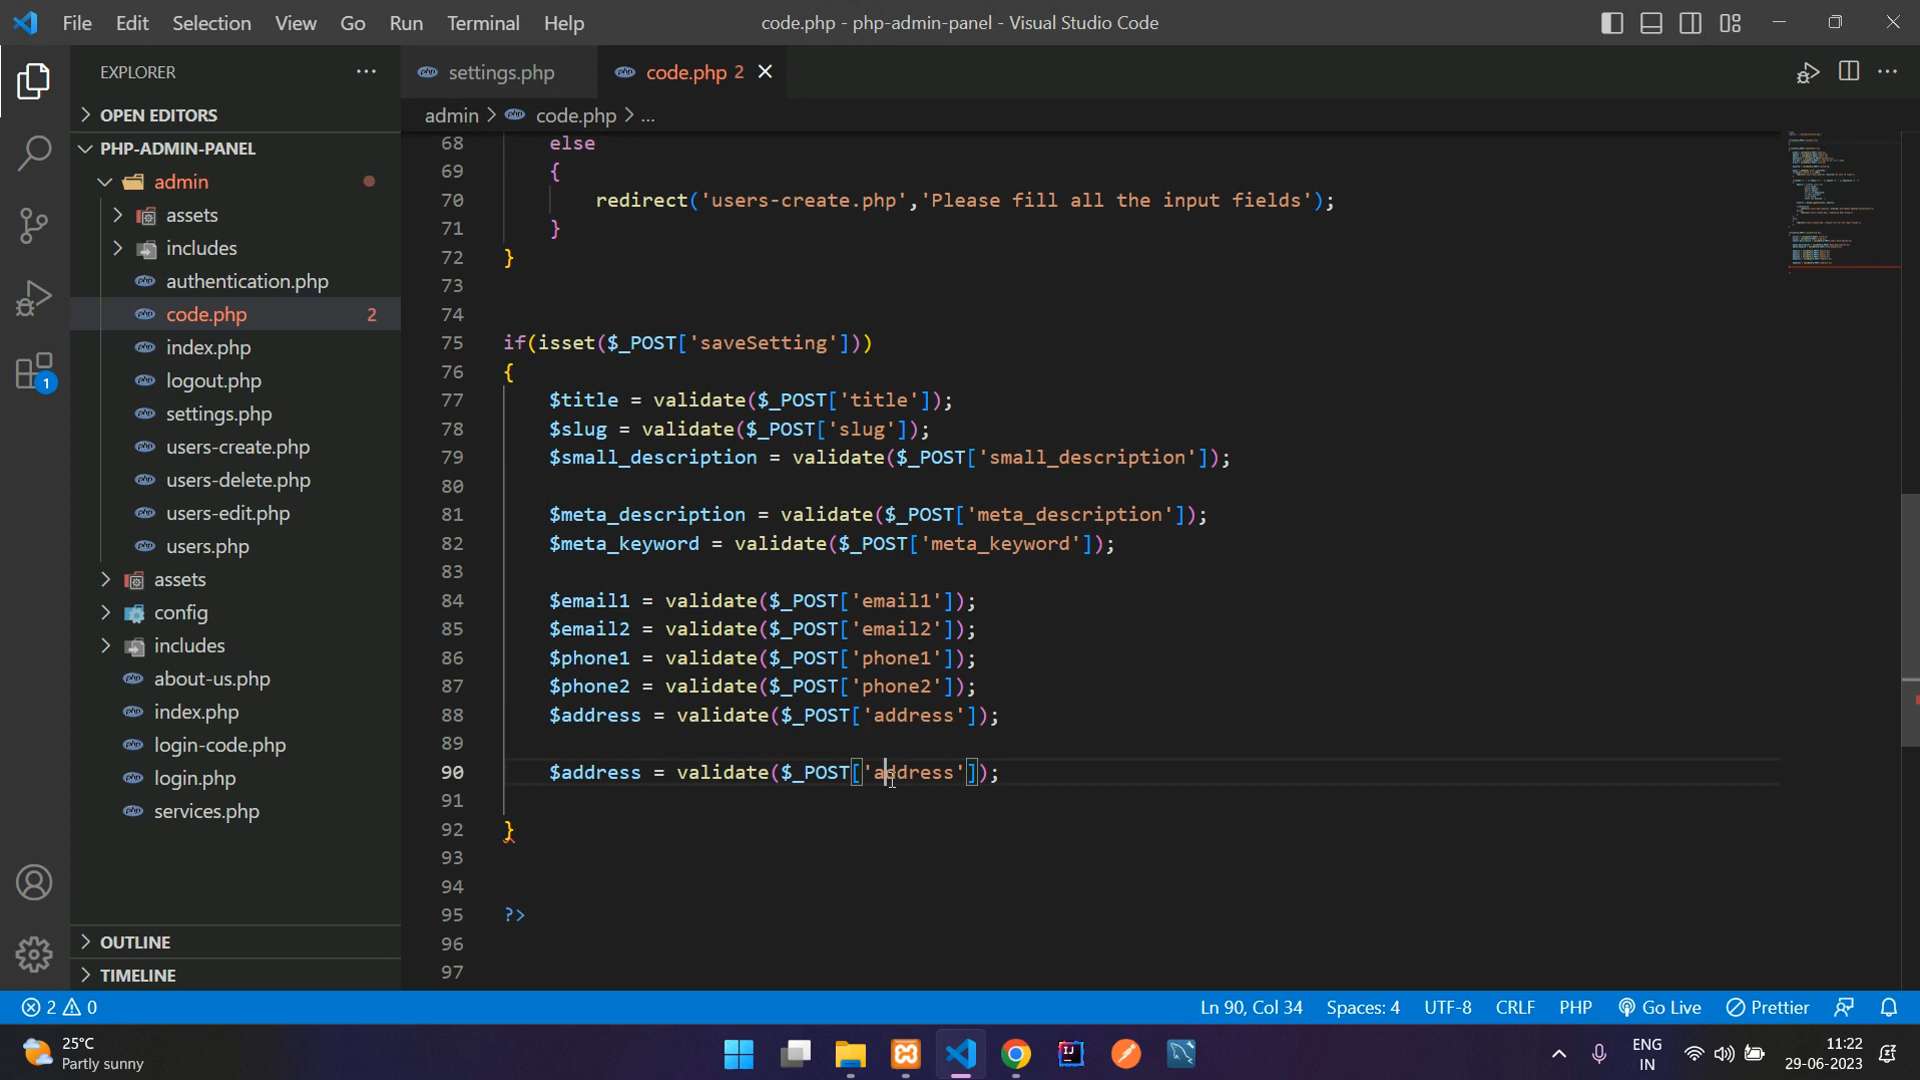 File Edit Selection View Go Run Terminal Help code.php - php-admin-panel - Visual Studio Code
EXPLORER
OPEN EDITORS
PHP-ADMIN-PANEL
admin
assets
includes
authentication.php
code.php 2
index.php
logout.php
settings.php
users-create.php
users-delete.php
users-edit.php
users.php
assets
config
includes
about-us.php
index.php
login-code.php
login.php
services.php
OUTLINE
TIMELINE
1
settings.php code.php 2
admin > code.php > ...
68 else
69 {
70 redirect('users-create.php','Please fill all the input fields');
71 }
72 }
73
74
75 if(isset($_POST['saveSetting']))
76 {
77 $title = validate($_POST['title']);
78 $slug = validate($_POST['slug']);
79 $small_description = validate($_POST['small_description']);
80
81 $meta_description = validate($_POST['meta_description']);
82 $meta_keyword = validate($_POST['meta_keyword']);
83
84 $email1 = validate($_POST['email1']);
85 $email2 = validate($_POST['email2']);
86 $phone1 = validate($_POST['phone1']);
87 $phone2 = validate($_POST['phone2']);
88 $address = validate($_POST['address']);
89
90 $address = validate($_POST['address']);
91
92 }
93
94
95 ?>
96
97
2 0 Ln 90, Col 34 Spaces: 4 UTF-8 CRLF PHP Go Live Prettier
25°C
Partly sunny
ENG
IN
11:22
29-06-2023